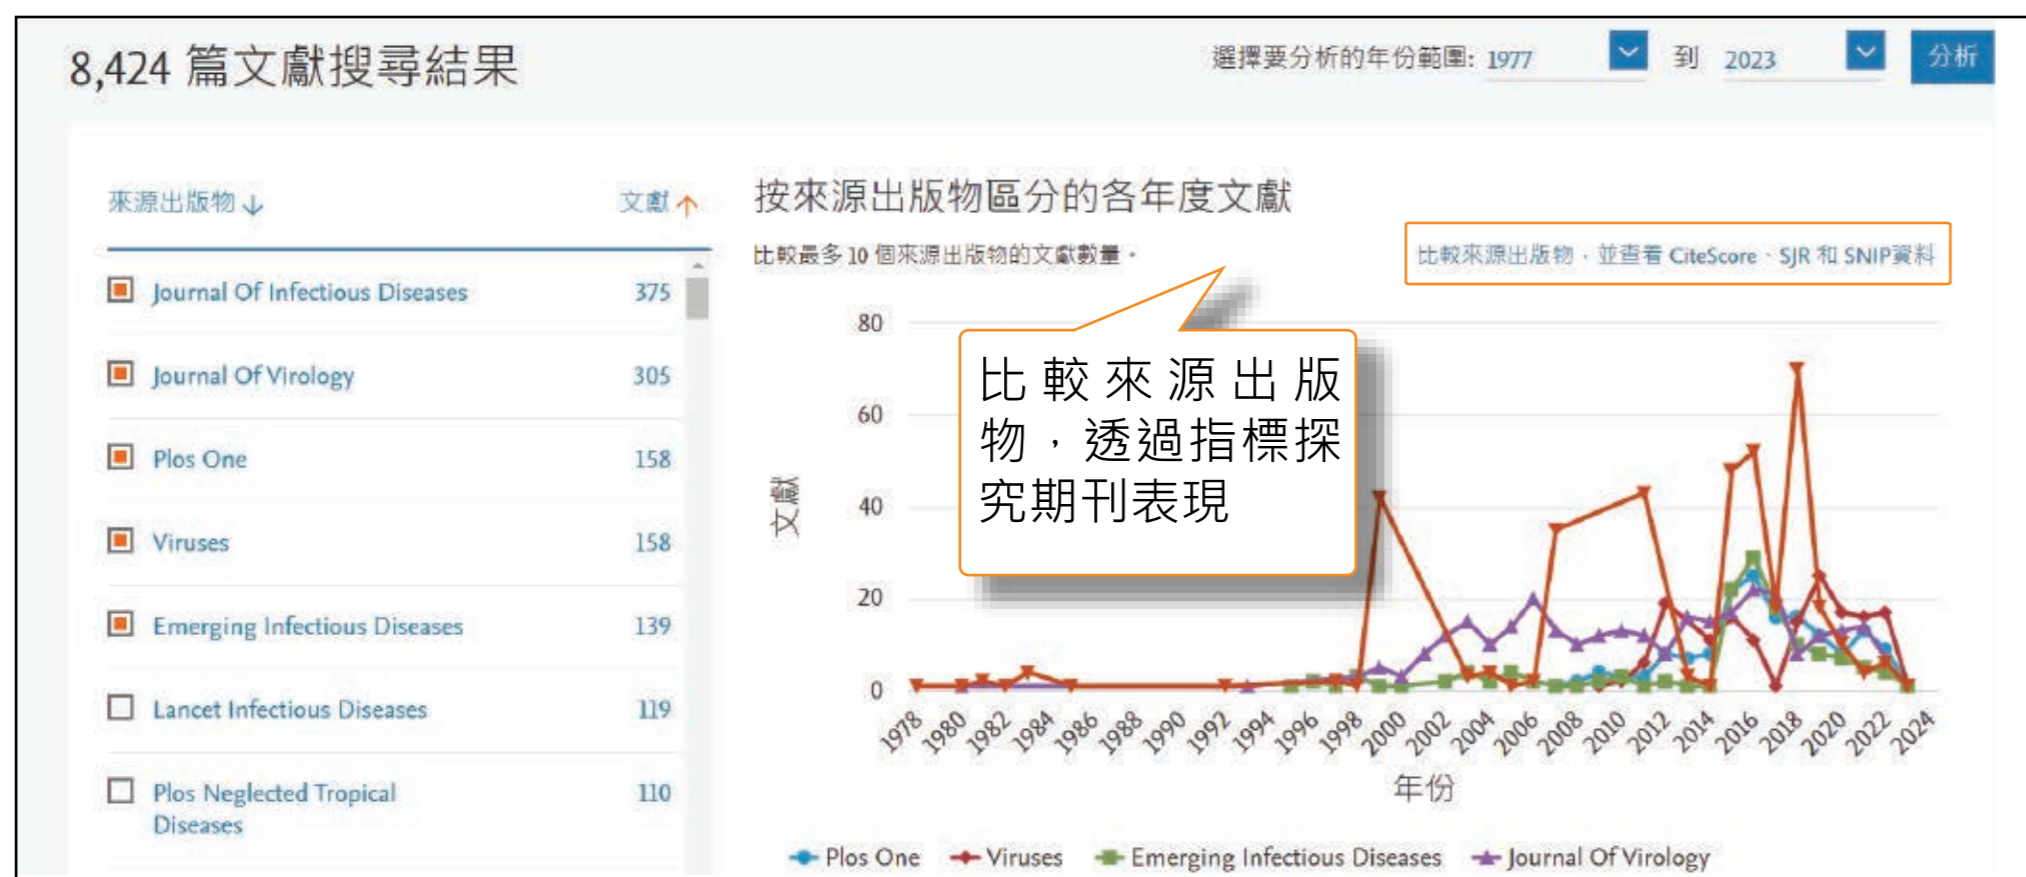 8,424 篇文獻搜尋結果
選擇要分析的年份範圍: 1977 到 2023 分析
來源出版物↓ 文獻↑
Journal Of Infectious Diseases 375
Journal Of Virology 305
Plos One 158
Viruses 158
Emerging Infectious Diseases 139
Lancet Infectious Diseases 119
Plos Neglected Tropical 110
Diseases
按來源出版物區分的各年度文獻
比較最多 10 個來源出版物的文獻數量。
比較來源出版物，並查看 CiteScore、SJR 和 SNIP資料
比較來源出版
物，透過指標探
究期刊表現
文獻
80
60
40
20
0
1978 1980 1982 1984 1986 1988 1990 1992 1994 1996 1998 2000 2002 2004 2006 2008 2010 2012 2014 2016 2018 2020 2022 2024
年份
Plos One Viruses Emerging Infectious Diseases Journal Of Virology